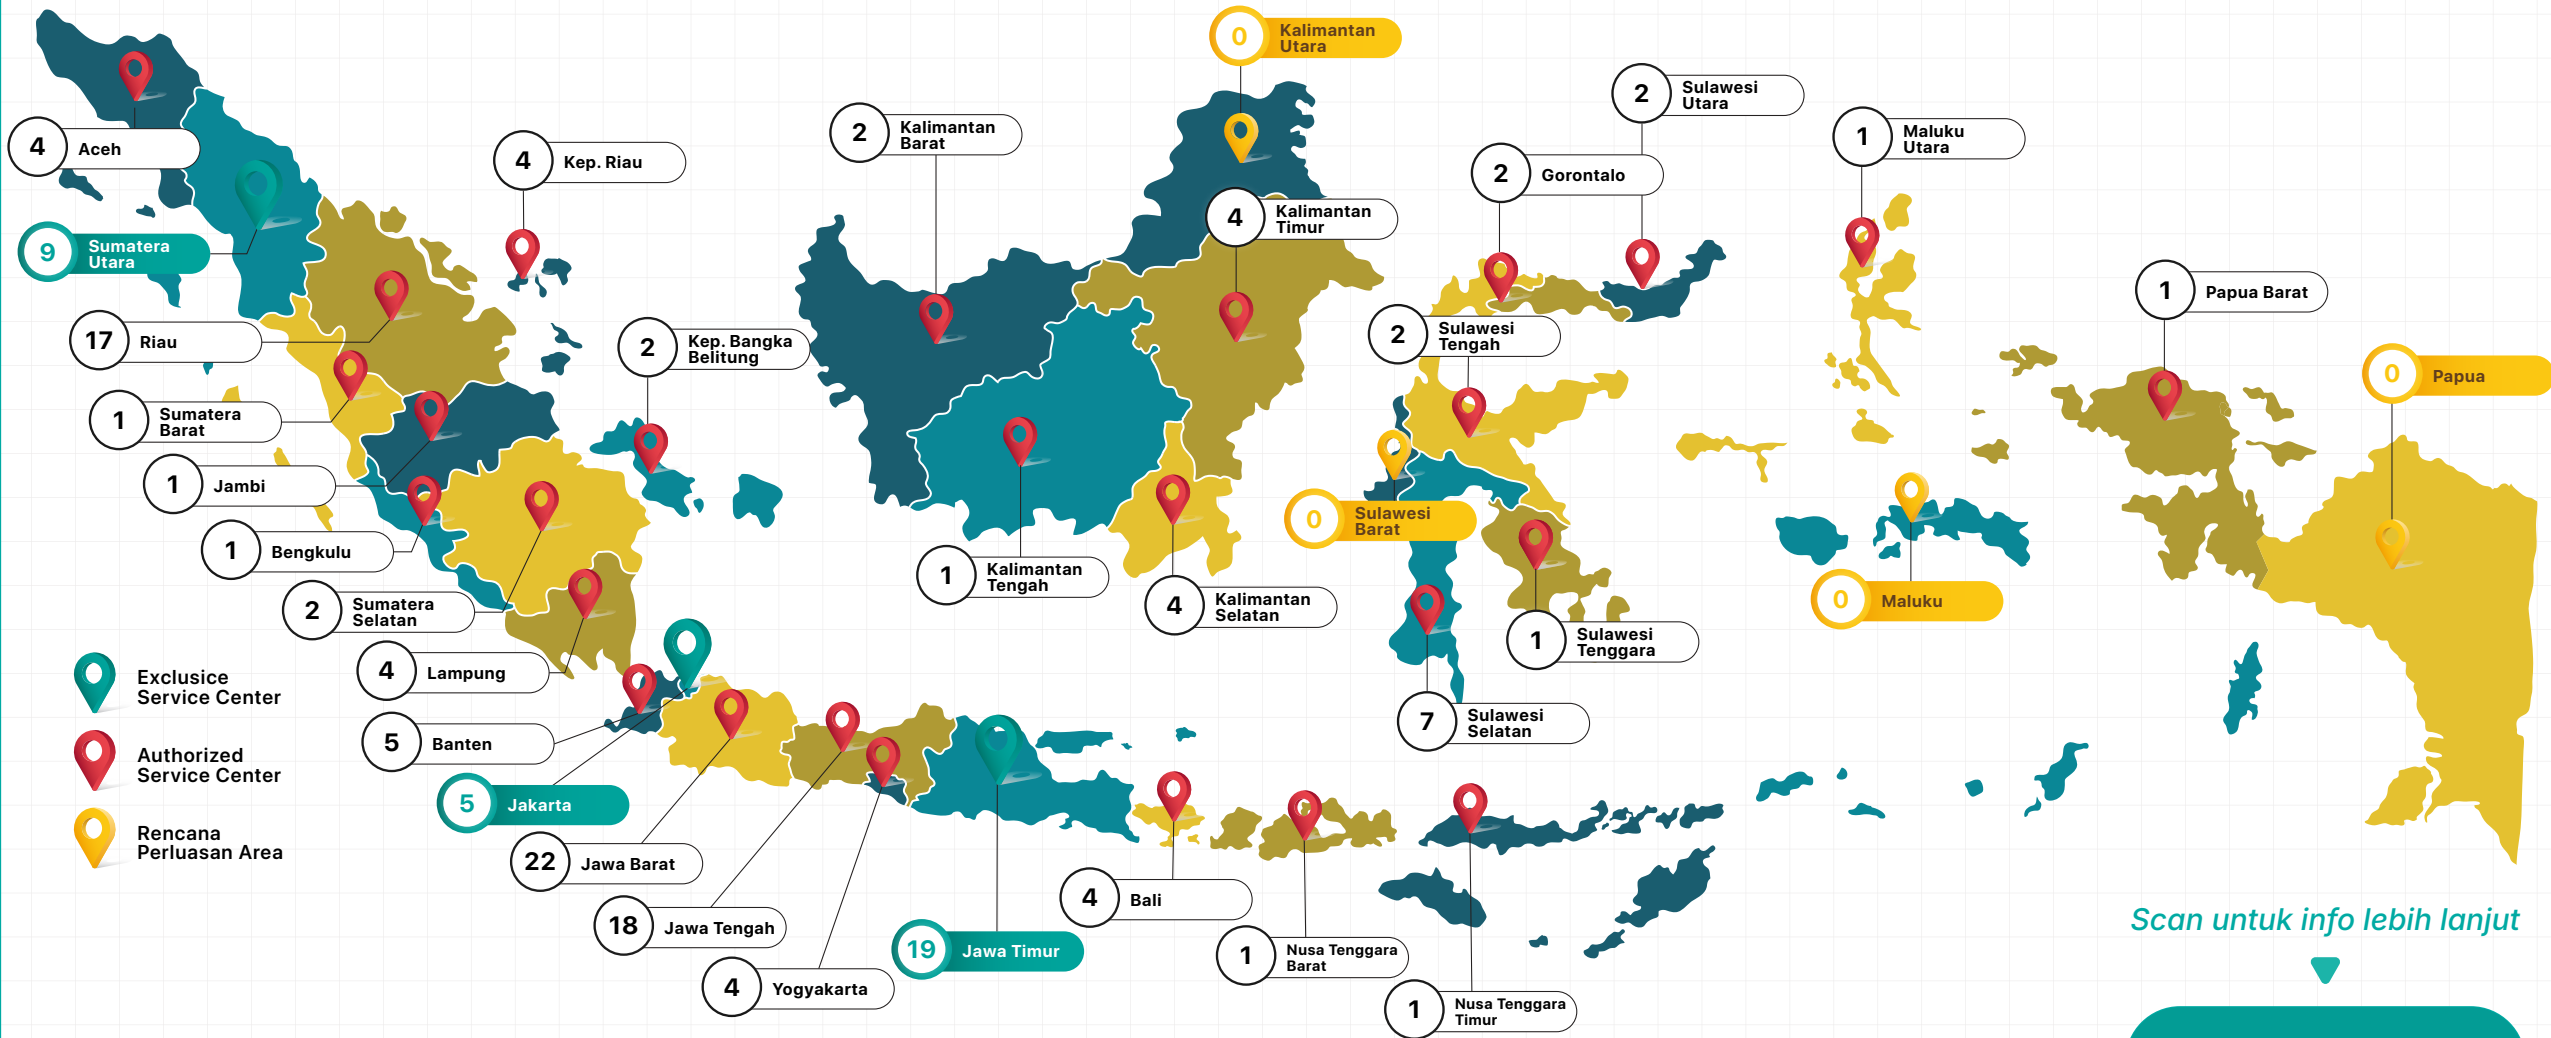 0
Kalimantan
Utara
2
Sulawesi
Utara
4
Aceh
4
Kep. Riau
2
Kalimantan
Barat
2
Gorontalo
1
Maluku
Utara
4
Kalimantan
Timur
9
Sumatera
Utara
1
Papua Barat
17
Riau
2
Kep. Bangka
Belitung
2
Sulawesi
Tengah
0
Papua
1
Sumatera
Barat
1
Jambi
0
Sulawesi
Barat
1
Bengkulu
1
Kalimantan
Tengah
4
Kalimantan
Selatan
0
Maluku
2
Sumatera
Selatan
1
Sulawesi
Tenggara
4
Lampung
7
Sulawesi
Selatan
5
Banten
5
Jakarta
22
Jawa Barat
18
Jawa Tengah
4
Yogyakarta
19
Jawa Timur
4
Bali
1
Nusa Tenggara
Barat
1
Nusa Tenggara
Timur
Exclusice
Service Center
Authorized
Service Center
Rencana
Perluasan Area
Scan untuk info lebih lanjut